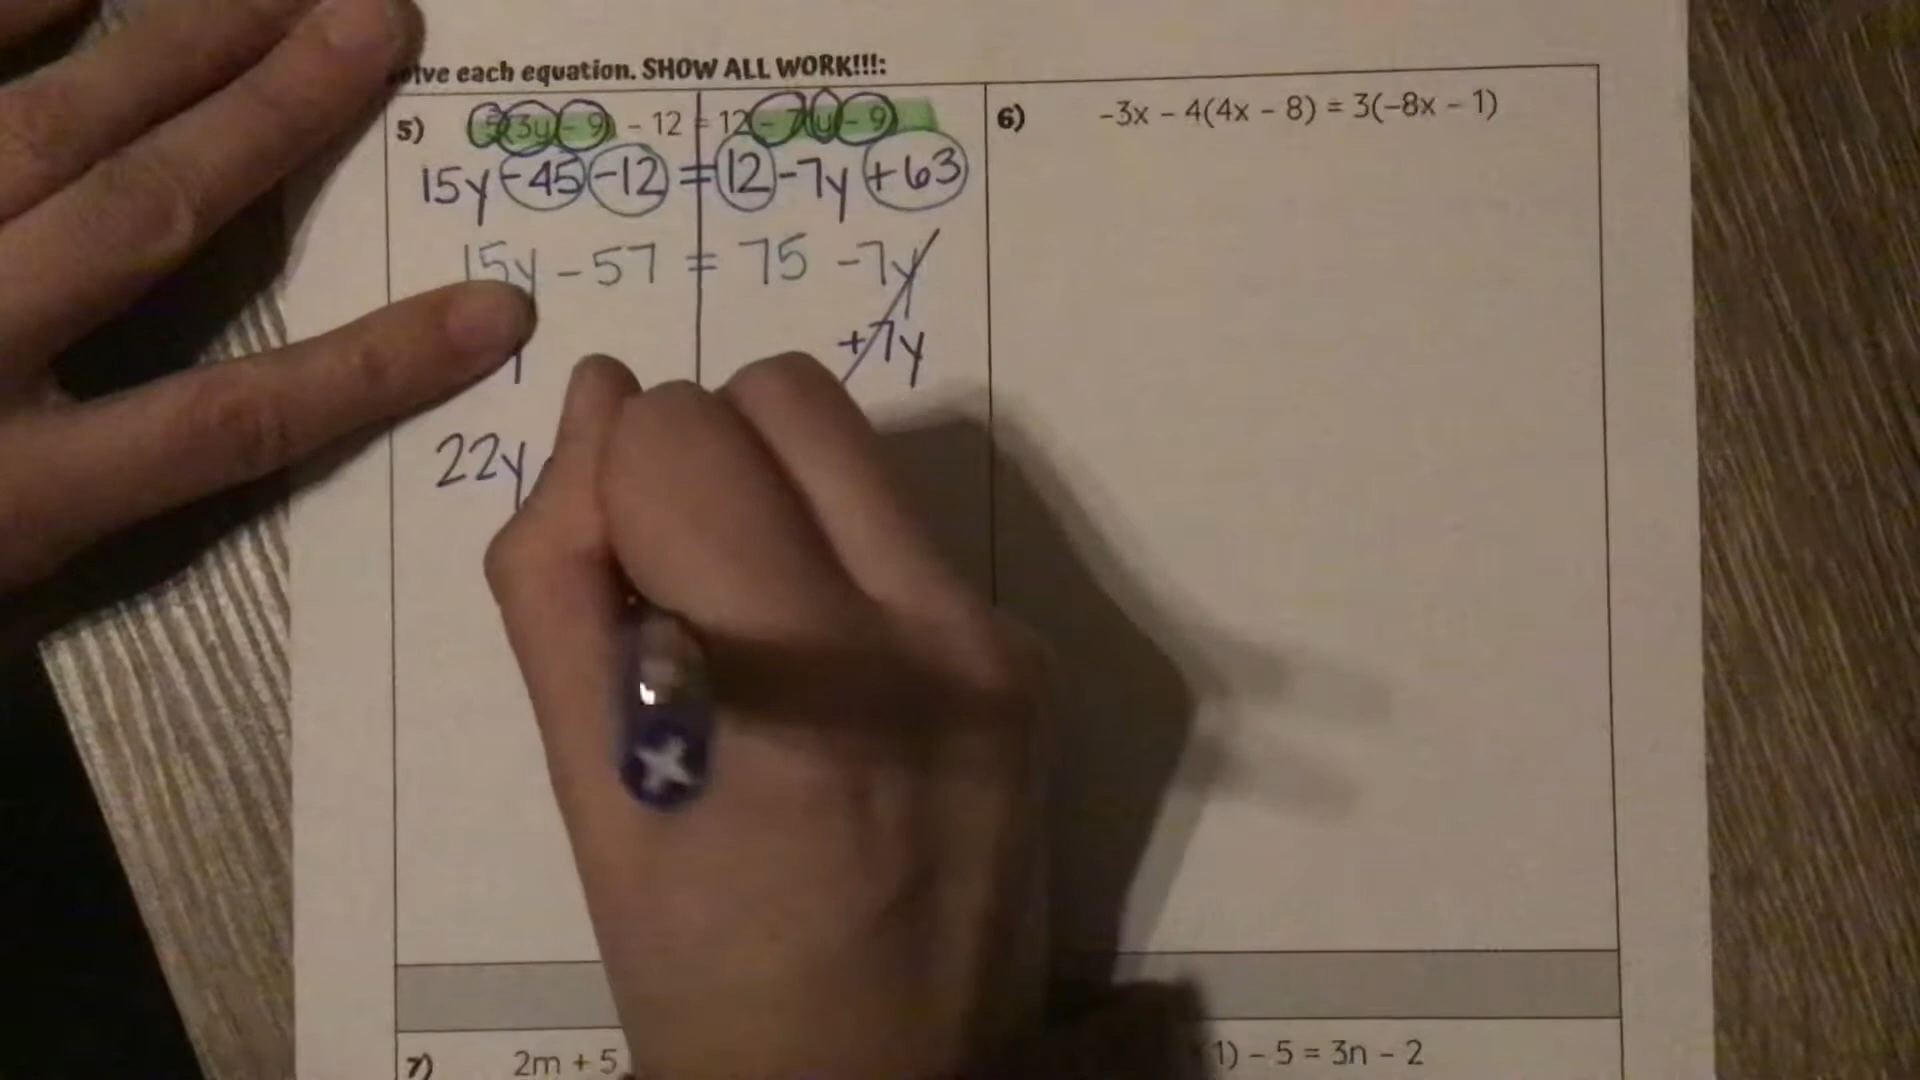 olve each equation. SHOW ALL WORK!!!:
5) 5(3y - 9) - 12 = 12 - 7(y - 9)
15y - 45 - 12 = 12 - 7y + 63
15y - 57 = 75 - 7y
+7y
22y
6) -3x - 4(4x - 8) = 3(-8x - 1)
7) 2m + 5
1) - 5 = 3n - 2